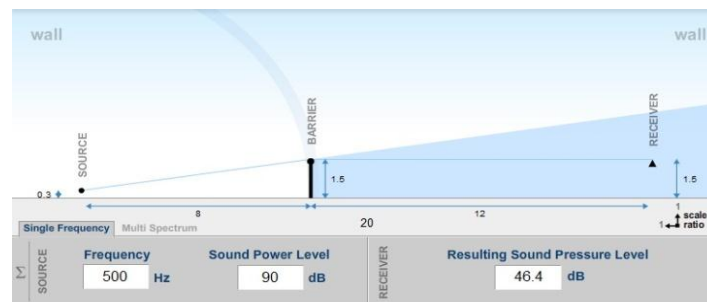 wall
wall
SOURCE
BARRIER
RECEIVER
0.3
1.5
1.5
8
12
20
1
scale
1 ratio
Single Frequency Multi Spectrum
SOURCE
Frequency
500 Hz
Sound Power Level
90 dB
RECEIVER
Resulting Sound Pressure Level
46.4 dB